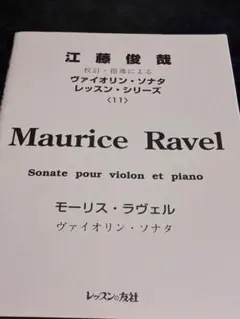 江藤俊哉
校訂・指導による
ヴァイオリン・ソナタ
レッスン・シリーズ
〈11〉
Maurice Ravel
Sonate pour violon et piano
モーリス・ラヴェル
ヴァイオリン・ソナタ
レッスンの友社